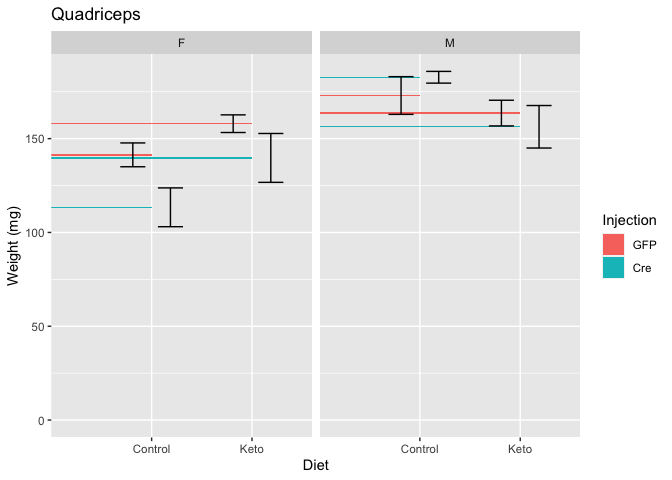 Quadriceps
F
M
150
100
50
0
Weight (mg)
Control
Keto
Control
Keto
Diet
Injection
GFP
Cre